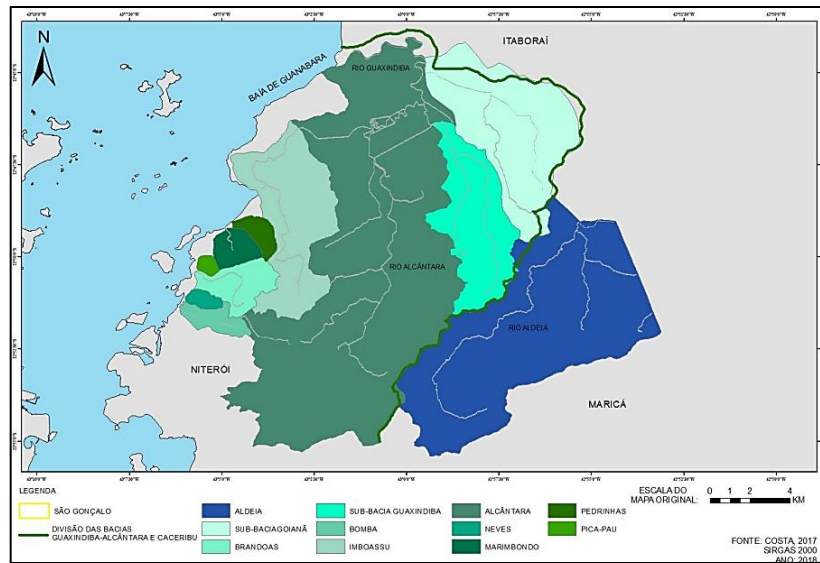 N
ITABORAÍ
BAÍA DE GUANABARA
RIO GUAXINDIBA
RIO ALCÂNTARA
RIO ALDEIA
NITERÓI
MARICÁ
LEGENDA
SÃO GONÇALO
DIVISÃO DAS BACIAS
GUAXINDIBA-ALCÂNTARA E CACERIBU
ALDEIA
SUB-BACIAGOIANÃ
BRANDOAS
SUB-BACIA GUAXINDIBA
BOMBA
IMBOASSU
ALCÂNTARA
NEVES
MARIMBONDO
PEDRINHAS
PICA-PAU
ESCALA DO
MAPA ORIGINAL:
0 1 2 4
KM
FONTE: COSTA, 2017
SIRGAS 2000
ANO: 2018